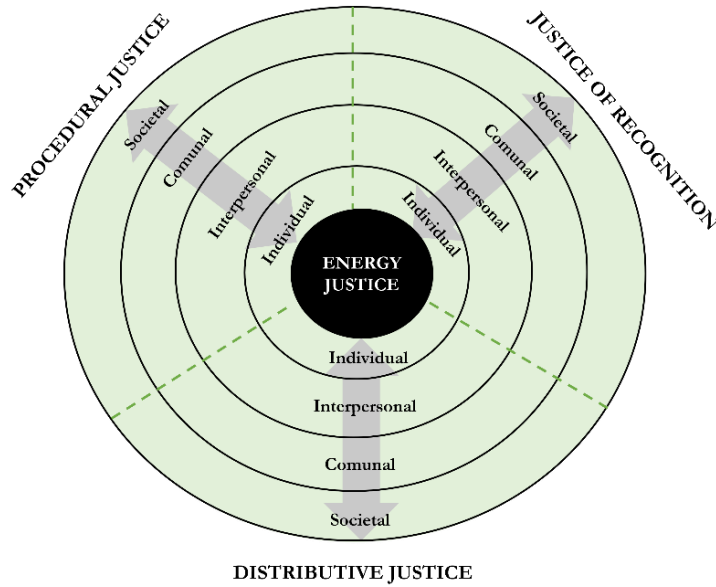 PROCEDURAL JUSTICE
JUSTICE OF RECOGNITION
Societal
Comunal
Interpersonal
Individual
Societal
Comunal
Interpersonal
Individual
ENERGY
JUSTICE
Individual
Interpersonal
Comunal
Societal
DISTRIBUTIVE JUSTICE